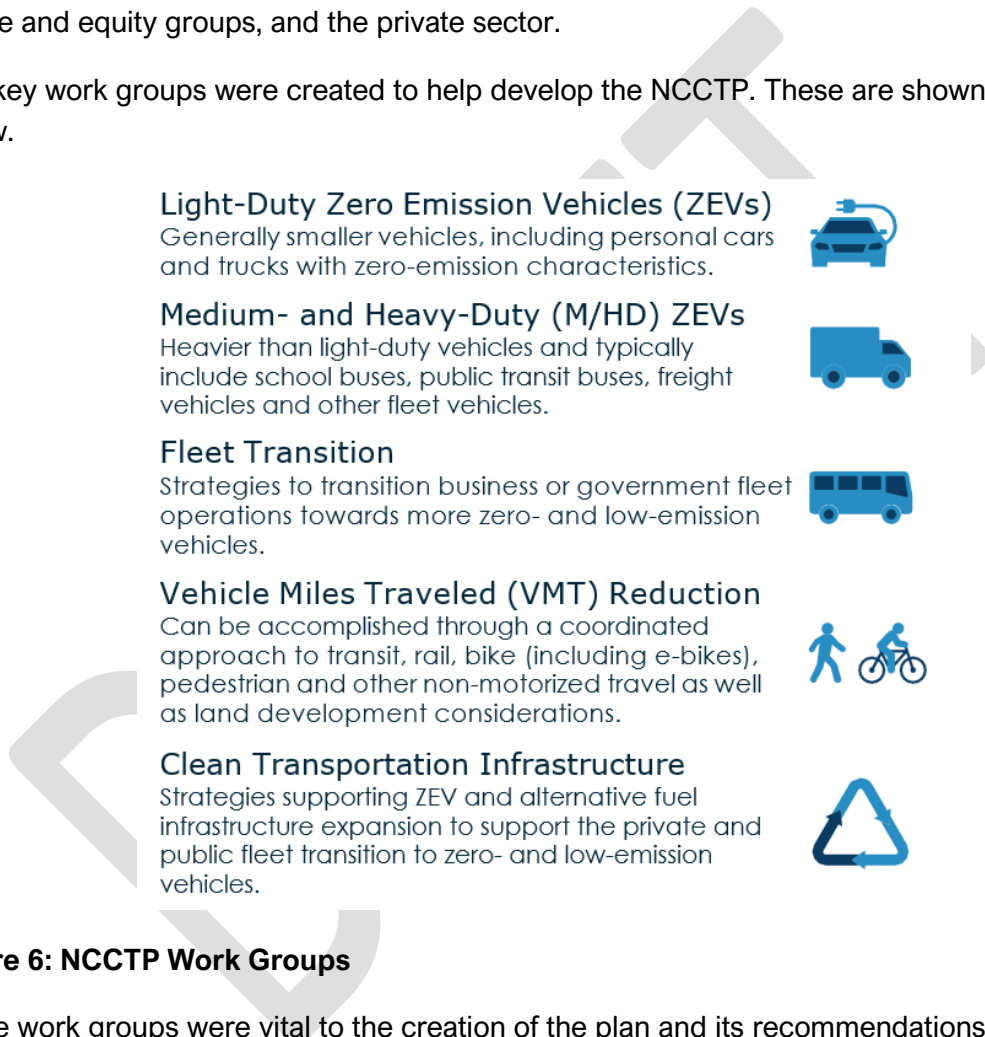 e and equity groups, and the private sector.
key work groups were created to help develop the NCCTP. These are shown
w.
Light-Duty Zero Emission Vehicles (ZEVs)
Generally smaller vehicles, including personal cars
and trucks with zero-emission characteristics.
Medium- and Heavy-Duty (M/HD) ZEVs
Heavier than light-duty vehicles and typically
include school buses, public transit buses, freight
vehicles and other fleet vehicles.
Fleet Transition
Strategies to transition business or government fleet
operations towards more zero- and low-emission
vehicles.
Vehicle Miles Traveled (VMT) Reduction
Can be accomplished through a coordinated
approach to transit, rail, bike (including e-bikes),
pedestrian and other non-motorized travel as well
as land development considerations.
Clean Transportation Infrastructure
Strategies supporting ZEV and alternative fuel
infrastructure expansion to support the private and
public fleet transition to zero- and low-emission
vehicles.
re 6: NCCTP Work Groups
e work groups were vital to the creation of the plan and its recommendations